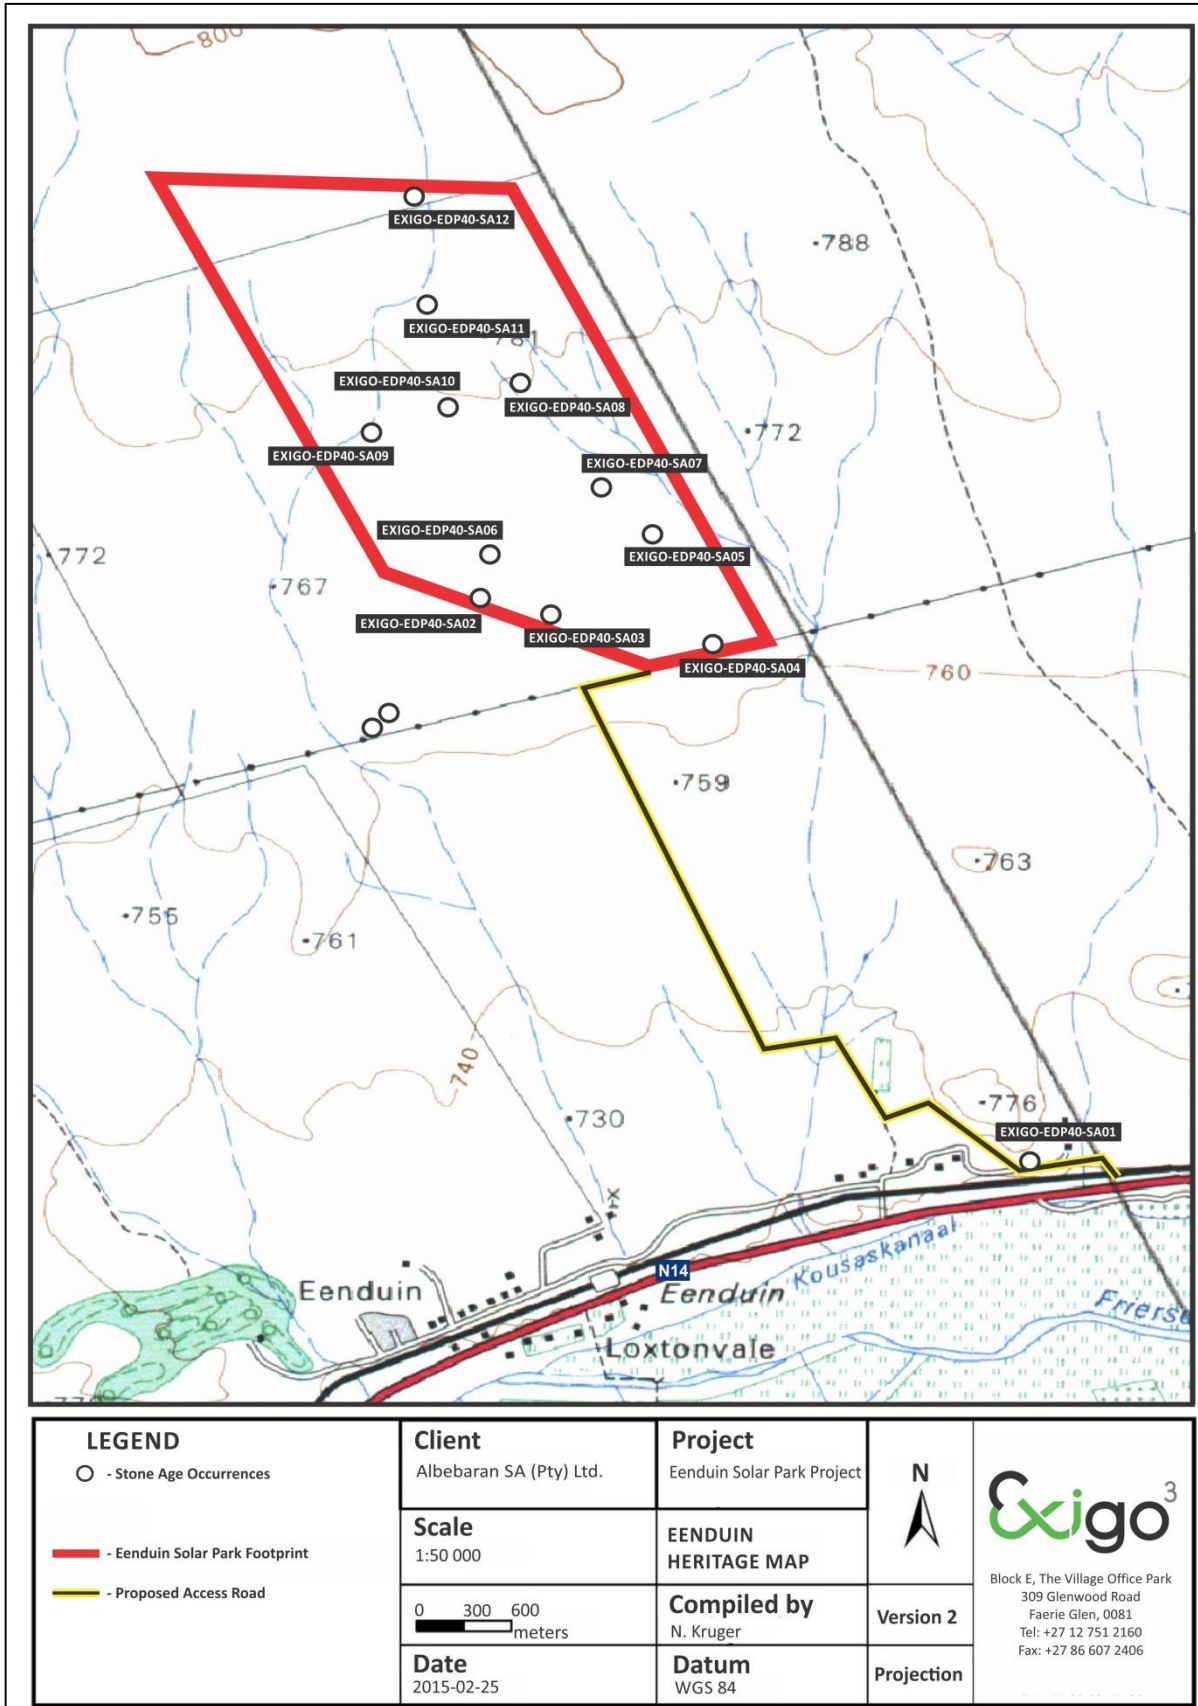 800
EXIGO-EDP40-SA12
788
EXIGO-EDP40-SA11
781
EXIGO-EDP40-SA10
EXIGO-EDP40-SA08
772
EXIGO-EDP40-SA09
EXIGO-EDP40-SA07
EXIGO-EDP40-SA06
EXIGO-EDP40-SA05
772
767
EXIGO-EDP40-SA02
EXIGO-EDP40-SA03
EXIGO-EDP40-SA04
760
759
763
755
761
740
730
776
EXIGO-EDP40-SA01
Kousaskanaal
N14
Eenduin
Eenduin
Loxtonvale
LEGEND
- Stone Age Occurrences
- Eenduin Solar Park Footprint
- Proposed Access Road
Client
Albebaran SA (Pty) Ltd.
Project
Eenduin Solar Park Project
Scale
1:50 000
EENDUIN
HERITAGE MAP
0 300 600
meters
Compiled by
N. Kruger
Date
2015-02-25
Datum
WGS 84
N
Version 2
Projection
Exigo3
Block E, The Village Office Park
309 Glenwood Road
Faerie Glen, 0081
Tel: +27 12 751 2160
Fax: +27 86 607 2406